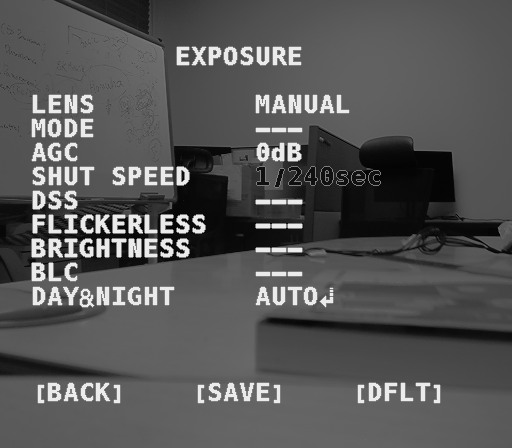 EXPOSURE
LENS MANUAL
MODE ---
AGC 0dB
SHUT SPEED 1/240sec
DSS ---
FLICKERLESS ---
BRIGHTNESS ---
BLC ---
DAY&NIGHT AUTO↲
[BACK] [SAVE] [DFLT]